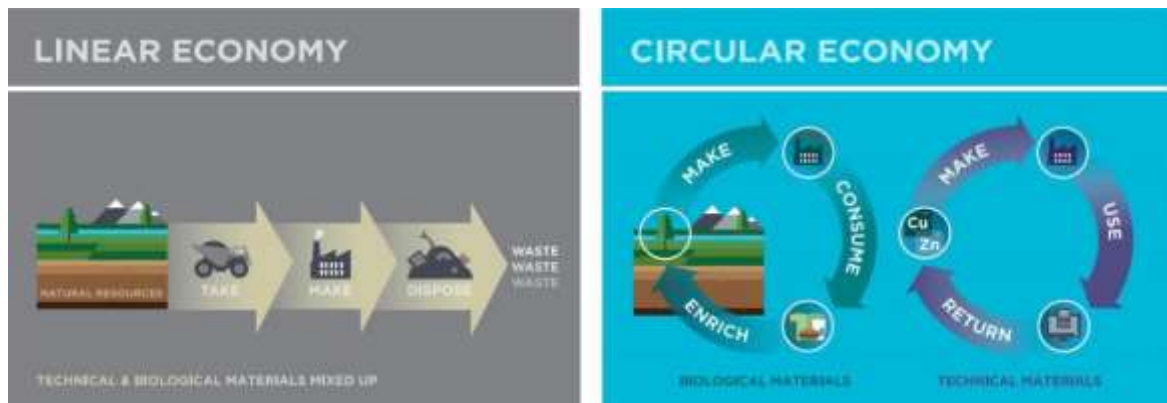 LINEAR ECONOMY
NATURAL RESOURCES
TAKE
MAKE
DISPOSE
WASTE
WASTE
WASTE
TECHNICAL & BIOLOGICAL MATERIALS MIXED UP
CIRCULAR ECONOMY
MAKE
CONSUME
ENRICH
BIOLOGICAL MATERIALS
MAKE
USE
RETURN
Cu
Zn
TECHNICAL MATERIALS